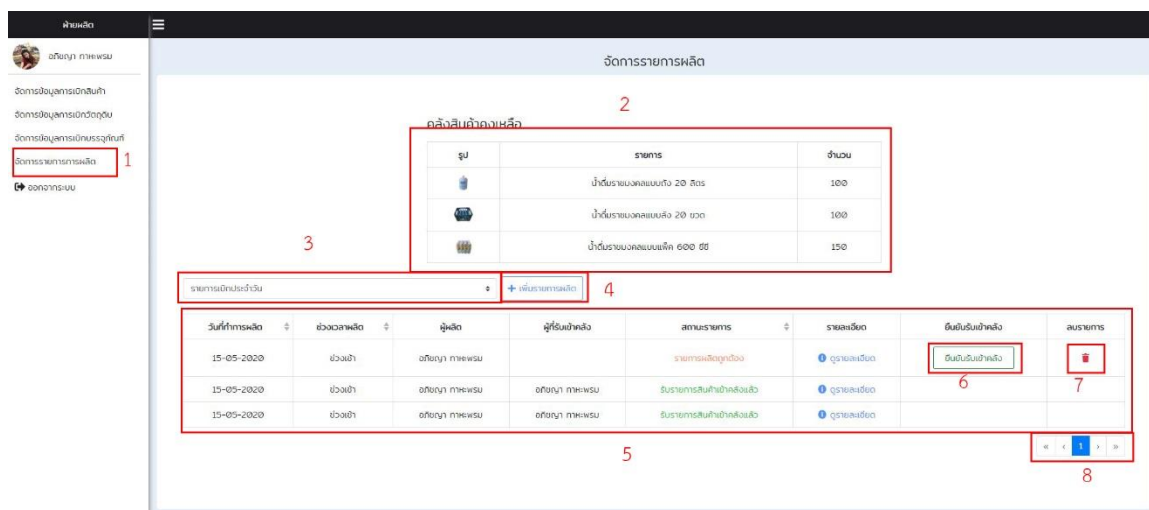 ฝ่ายผลิต
อภิชญา กาหะพรม
จัดการข้อมูลการเบิกสินค้า
จัดการข้อมูลการเบิกวัตถุดิบ
จัดการข้อมูลการเบิกบรรจุภัณฑ์
จัดการรายการการผลิต 1
ออกจากระบบ
จัดการรายการผลิต
2
คลังสินค้าคงเหลือ
รูป รายการ จำนวน
น้ำดื่มราชมงคลแบบถัง 20 ลิตร 100
น้ำดื่มราชมงคลแบบลัง 20 ขวด 100
น้ำดื่มราชมงคลแบบแพ็ค 600 ซีซี 150
3
รายการเบิกประจำวัน + เพิ่มรายการผลิต 4
วันที่ทำการผลิต ช่วงเวลาผลิต ผู้ผลิต ผู้ที่รับเข้าคลัง สถานะรายการ รายละเอียด ยืนยันรับเข้าคลัง ลบรายการ
15-05-2020 ช่วงเช้า อภิชญา กาหะพรม รายการผลิตถูกต้อง ดูรายละเอียด ยืนยันรับเข้าคลัง
6 7
15-05-2020 ช่วงเช้า อภิชญา กาหะพรม อภิชญา กาหะพรม รับรายการสินค้าเข้าคลังแล้ว ดูรายละเอียด
15-05-2020 ช่วงเช้า อภิชญา กาหะพรม อภิชญา กาหะพรม รับรายการสินค้าเข้าคลังแล้ว ดูรายละเอียด
5
« ‹ 1 › »
8